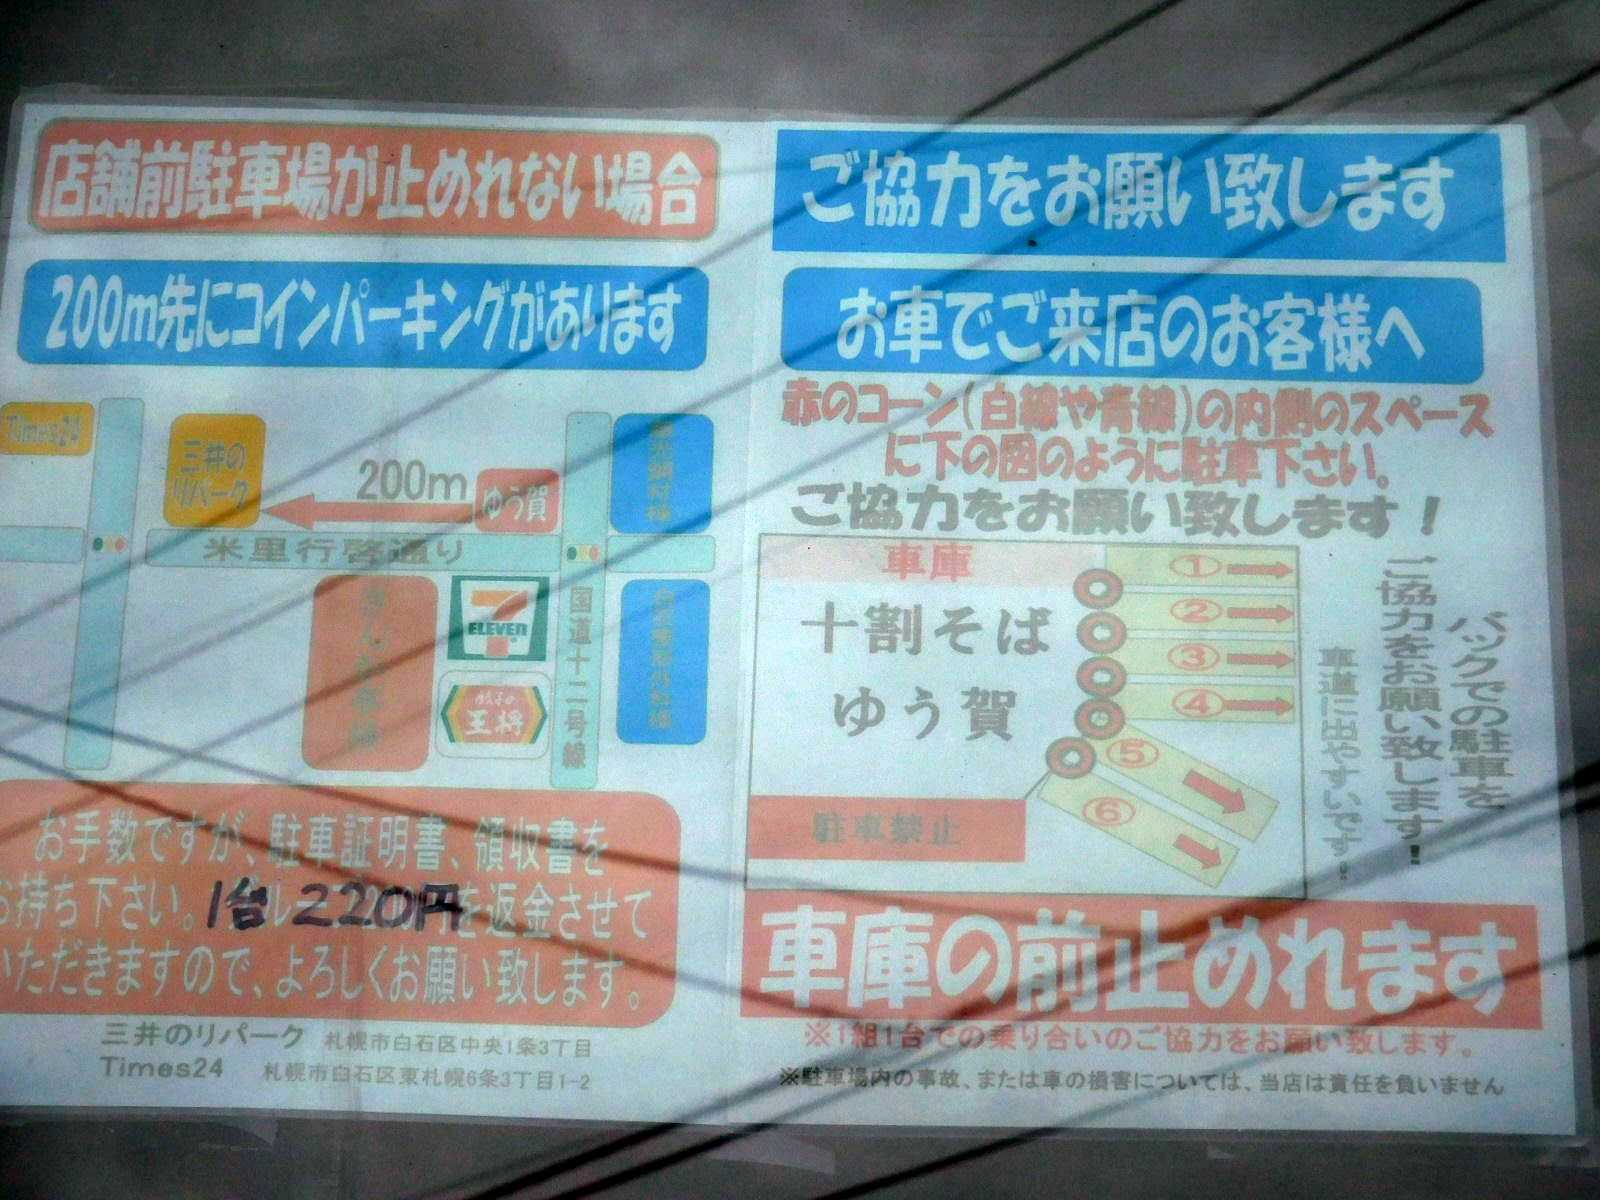 店舗前駐車場が止めれない場合
200m先にコインパーキングがあります
Times24
三井の
リパーク
200m
ゆう賀
米里行啓通り
7
ELEVEN
餃子の
王将
国道十二号線
お手数ですが、駐車証明書、領収書を
お持ち下さい。
1台 220円
を返金させて
いただきますので、よろしくお願い致します。
三井のリパーク 札幌市白石区中央1条3丁目
Times24 札幌市白石区東札幌6条3丁目1-2
ご協力をお願い致します
お車でご来店のお客様へ
赤のコーン(白線や青線)の内側のスペース
に下の図のように駐車下さい。
ご協力をお願い致します!
車庫
十割そば
ゆう賀
駐車禁止
①
②
③
④
⑤
⑥
バックでの駐車を、
ご協力をお願い致します!
車道に出やすいです!
車庫の前止めれます
※1組1台での乗り合いのご協力をお願い致します。
※駐車場内の事故、または車の損害については、当店は責任を負いません